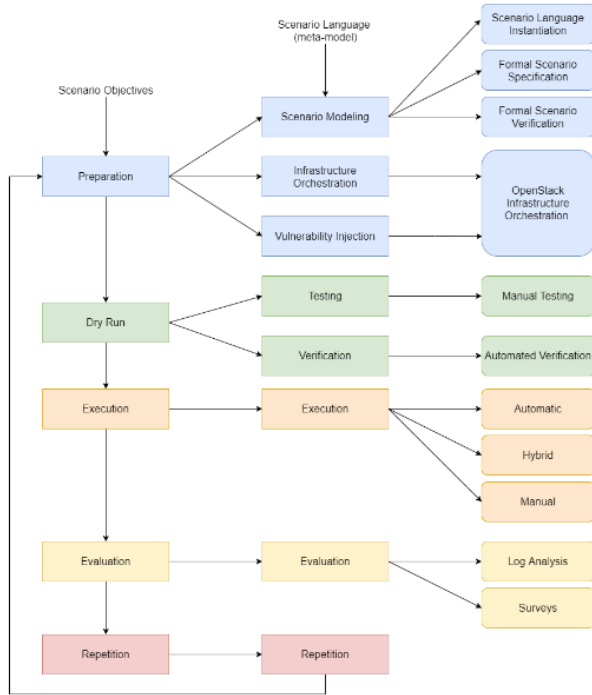 Scenario Language
(meta-model)
Scenario Language
Instantiation
Formal Scenario
Specification
Scenario Objectives
Scenario Modeling
Formal Scenario
Verification
Preparation
Infrastructure
Orchestration
OpenStack
Infrastructure
Orchestration
Vulnerability Injection
Testing
Manual Testing
Dry Run
Verification
Automated Verification
Execution
Execution
Automatic
Hybrid
Manual
Evaluation
Evaluation
Log Analysis
Surveys
Repetition
Repetition